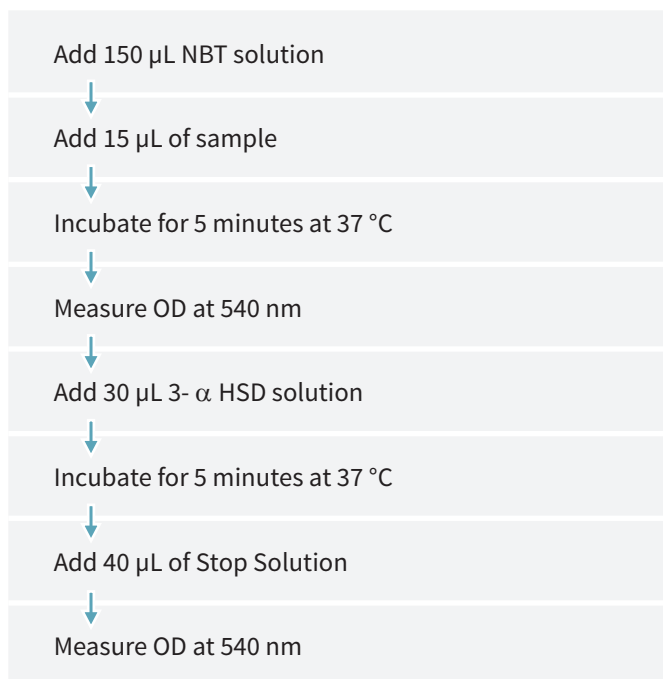 Add 150 µL NBT solution
Add 15 µL of sample
Incubate for 5 minutes at 37 °C
Measure OD at 540 nm
Add 30 µL 3- α HSD solution
Incubate for 5 minutes at 37 °C
Add 40 µL of Stop Solution
Measure OD at 540 nm